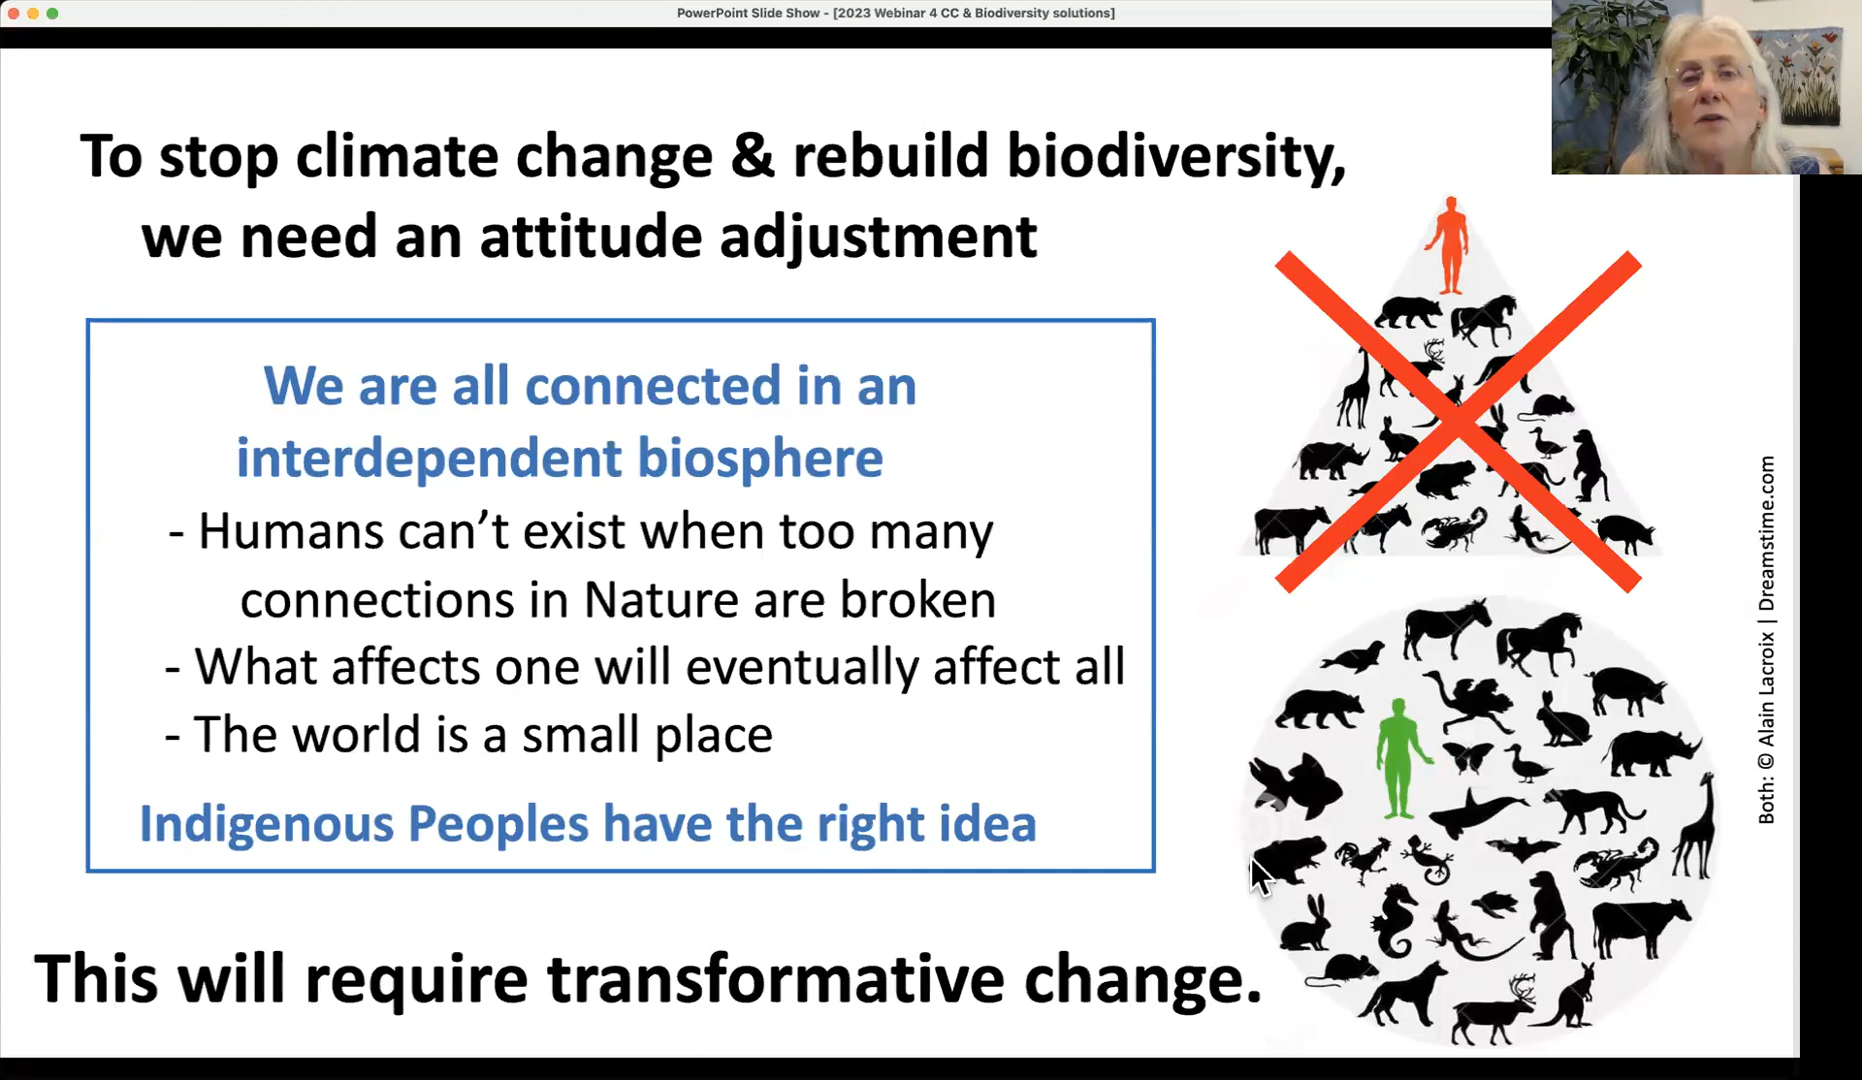 PowerPoint Slide Show - [2023 Webinar 4 CC & Biodiversity solutions]
To stop climate change & rebuild biodiversity,
we need an attitude adjustment
We are all connected in an
interdependent biosphere
- Humans can't exist when too many
connections in Nature are broken
- What affects one will eventually affect all
- The world is a small place
Indigenous Peoples have the right idea
This will require transformative change.
Both: © Alain Lacroix | Dreamstime.com